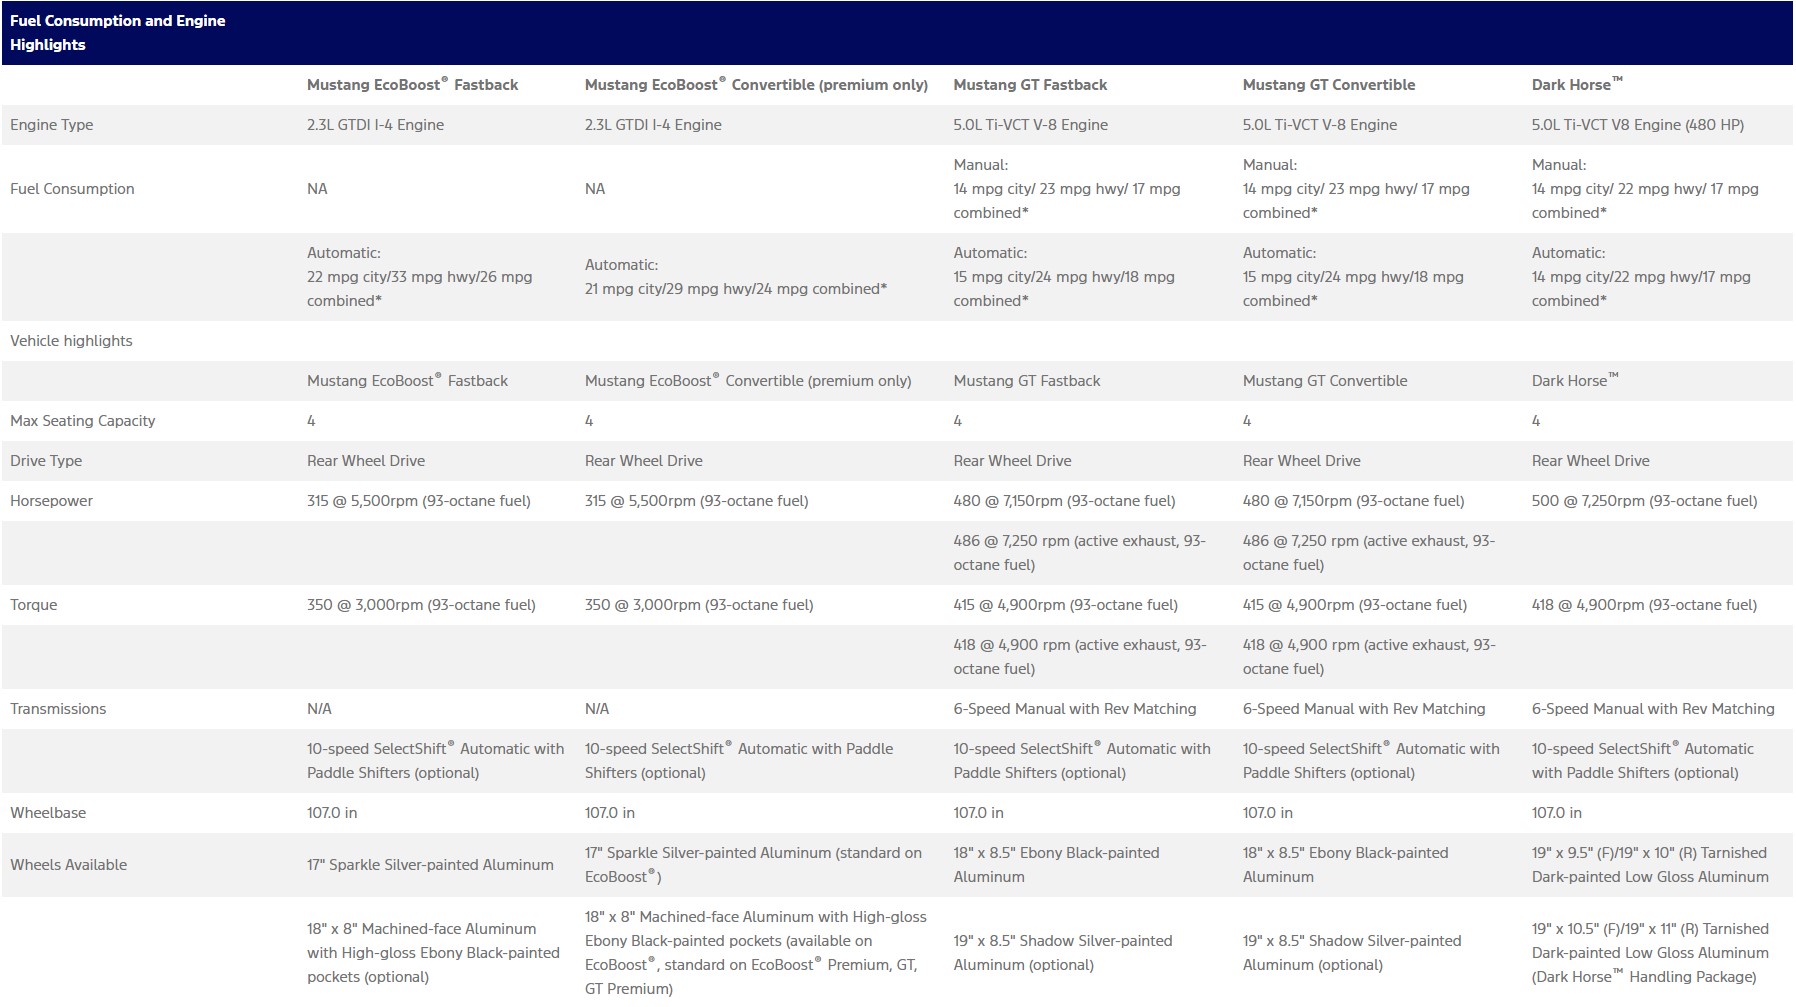 Fuel Consumption and Engine
Highlights
Mustang EcoBoost® Fastback Mustang EcoBoost® Convertible (premium only) Mustang GT Fastback Mustang GT Convertible Dark Horse™
Engine Type 2.3L GTDI I-4 Engine 2.3L GTDI I-4 Engine 5.0L Ti-VCT V-8 Engine 5.0L Ti-VCT V-8 Engine 5.0L Ti-VCT V8 Engine (480 HP)
Manual: Manual: Manual:
Fuel Consumption NA NA 14 mpg city/ 23 mpg hwy/ 17 mpg 14 mpg city/ 23 mpg hwy/ 17 mpg 14 mpg city/ 22 mpg hwy/ 17 mpg
combined* combined* combined*
Automatic: Automatic: Automatic: Automatic:
Automatic:
22 mpg city/33 mpg hwy/26 mpg 15 mpg city/24 mpg hwy/18 mpg 15 mpg city/24 mpg hwy/18 mpg 14 mpg city/22 mpg hwy/17 mpg
21 mpg city/29 mpg hwy/24 mpg combined*
combined* combined* combined* combined*
Vehicle highlights
Mustang EcoBoost® Fastback Mustang EcoBoost® Convertible (premium only) Mustang GT Fastback Mustang GT Convertible Dark Horse™
Max Seating Capacity 4 4 4 4 4
Drive Type Rear Wheel Drive Rear Wheel Drive Rear Wheel Drive Rear Wheel Drive Rear Wheel Drive
Horsepower 315 @ 5,500rpm (93-octane fuel) 315 @ 5,500rpm (93-octane fuel) 480 @ 7,150rpm (93-octane fuel) 480 @ 7,150rpm (93-octane fuel) 500 @ 7,250rpm (93-octane fuel)
486 @ 7,250 rpm (active exhaust, 93- 486 @ 7,250 rpm (active exhaust, 93-
octane fuel) octane fuel)
Torque 350 @ 3,000rpm (93-octane fuel) 350 @ 3,000rpm (93-octane fuel) 415 @ 4,900rpm (93-octane fuel) 415 @ 4,900rpm (93-octane fuel) 418 @ 4,900rpm (93-octane fuel)
418 @ 4,900 rpm (active exhaust, 93- 418 @ 4,900 rpm (active exhaust, 93-
octane fuel) octane fuel)
Transmissions N/A N/A 6-Speed Manual with Rev Matching 6-Speed Manual with Rev Matching 6-Speed Manual with Rev Matching
10-speed SelectShift® Automatic with 10-speed SelectShift® Automatic with Paddle 10-speed SelectShift® Automatic with 10-speed SelectShift® Automatic with 10-speed SelectShift® Automatic
Paddle Shifters (optional) Shifters (optional) Paddle Shifters (optional) Paddle Shifters (optional) with Paddle Shifters (optional)
Wheelbase 107.0 in 107.0 in 107.0 in 107.0 in 107.0 in
17" Sparkle Silver-painted Aluminum (standard on 18" x 8.5" Ebony Black-painted 18" x 8.5" Ebony Black-painted 19" x 9.5" (F)/19" x 10" (R) Tarnished
Wheels Available 17" Sparkle Silver-painted Aluminum
EcoBoost®) Aluminum Aluminum Dark-painted Low Gloss Aluminum
18" x 8" Machined-face Aluminum with High-gloss
18" x 8" Machined-face Aluminum 19" x 10.5" (F)/19" x 11" (R) Tarnished
Ebony Black-painted pockets (available on 19" x 8.5" Shadow Silver-painted 19" x 8.5" Shadow Silver-painted
with High-gloss Ebony Black-painted Dark-painted Low Gloss Aluminum
EcoBoost®, standard on EcoBoost® Premium, GT, Aluminum (optional) Aluminum (optional)
pockets (optional) (Dark Horse™ Handling Package)
GT Premium)